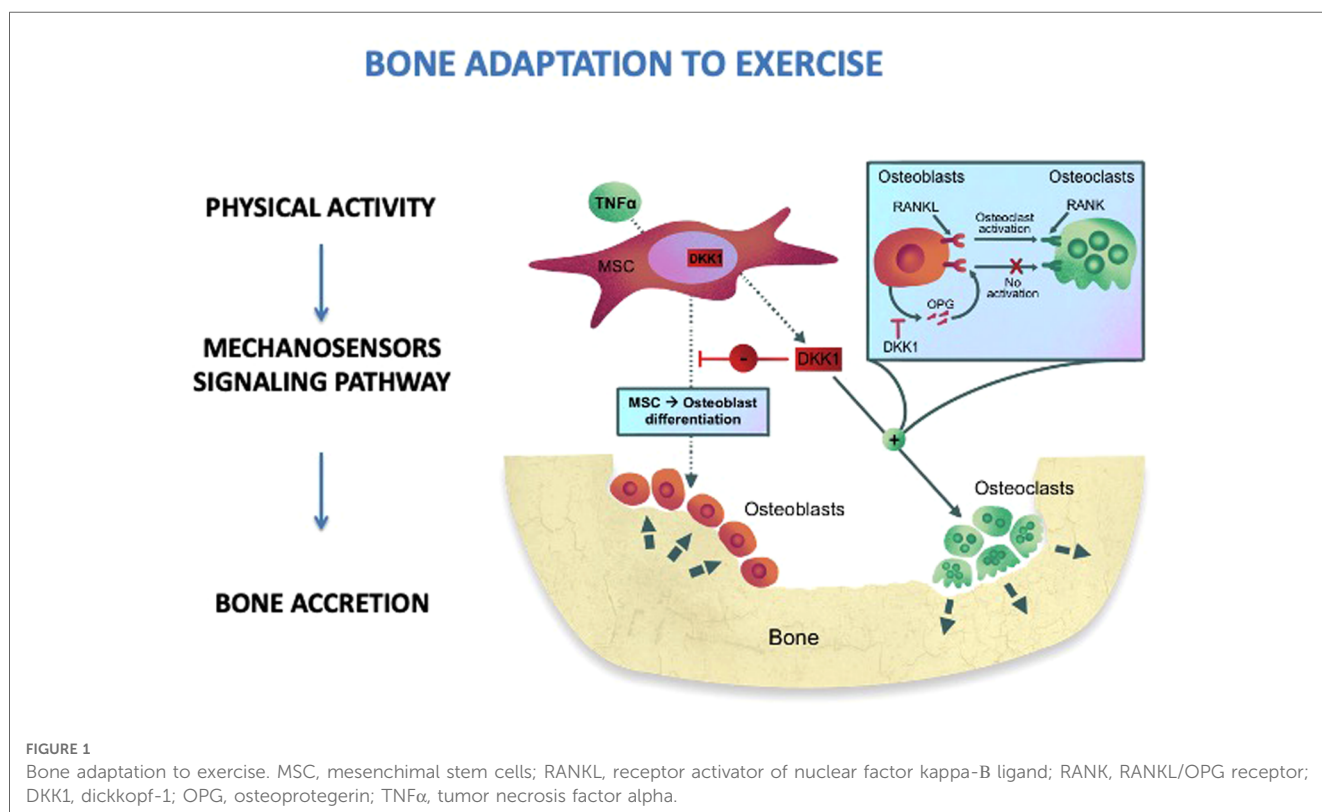 BONE ADAPTATION TO EXERCISE
PHYSICAL ACTIVITY
MECHANOSENSORS
SIGNALING PATHWAY
BONE ACCRETION
TNFα
MSC
DKK1
DKK1
-
MSC → Osteoblast
differentiation
Osteoblasts
Osteoclasts
RANKL
RANK
Osteoclast
activation
No
activation
OPG
DKK1
+
Osteoblasts
Osteoclasts
Bone
FIGURE 1
Bone adaptation to exercise. MSC, mesenchimal stem cells; RANKL, receptor activator of nuclear factor kappa-B ligand; RANK, RANKL/OPG receptor;
DKK1, dickkopf-1; OPG, osteoprotegerin; TNFα, tumor necrosis factor alpha.